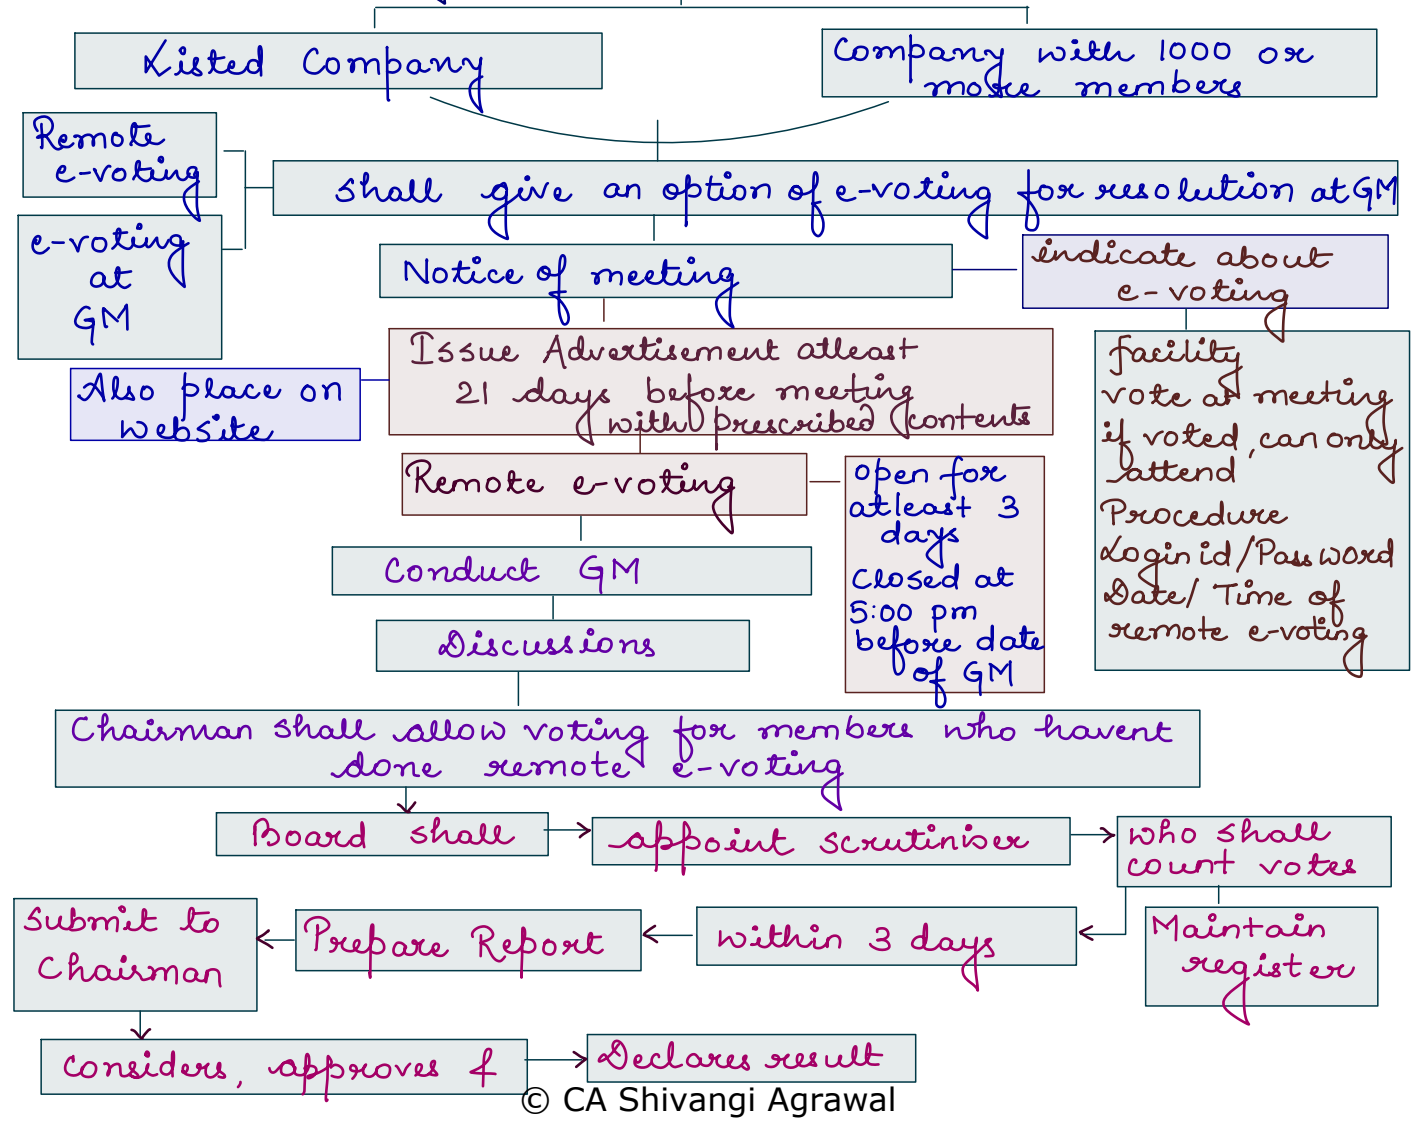 Listed Company
Company with 1000 or
more members
Remote
e-voting
shall give an option of e-voting for resolution at GM
e-voting
at
GM
Notice of meeting
indicate about
e-voting
Issue Advertisement atleast
21 days before meeting
with prescribed contents
Also place on
website
facility
vote at meeting
if voted, can only
attend
Procedure
Login id/Password
Date/ Time of
remote e-voting
Remote e-voting
open for
atleast 3
days
Closed at
5:00 pm
before date
of GM
Conduct GM
Discussions
Chairman shall allow voting for members who havent
done remote e-voting
Board shall
appoint scrutiniser
who shall
count votes
Maintain
register
within 3 days
Prepare Report
Submit to
Chairman
considers, approves &
Declares result
© CA Shivangi Agrawal